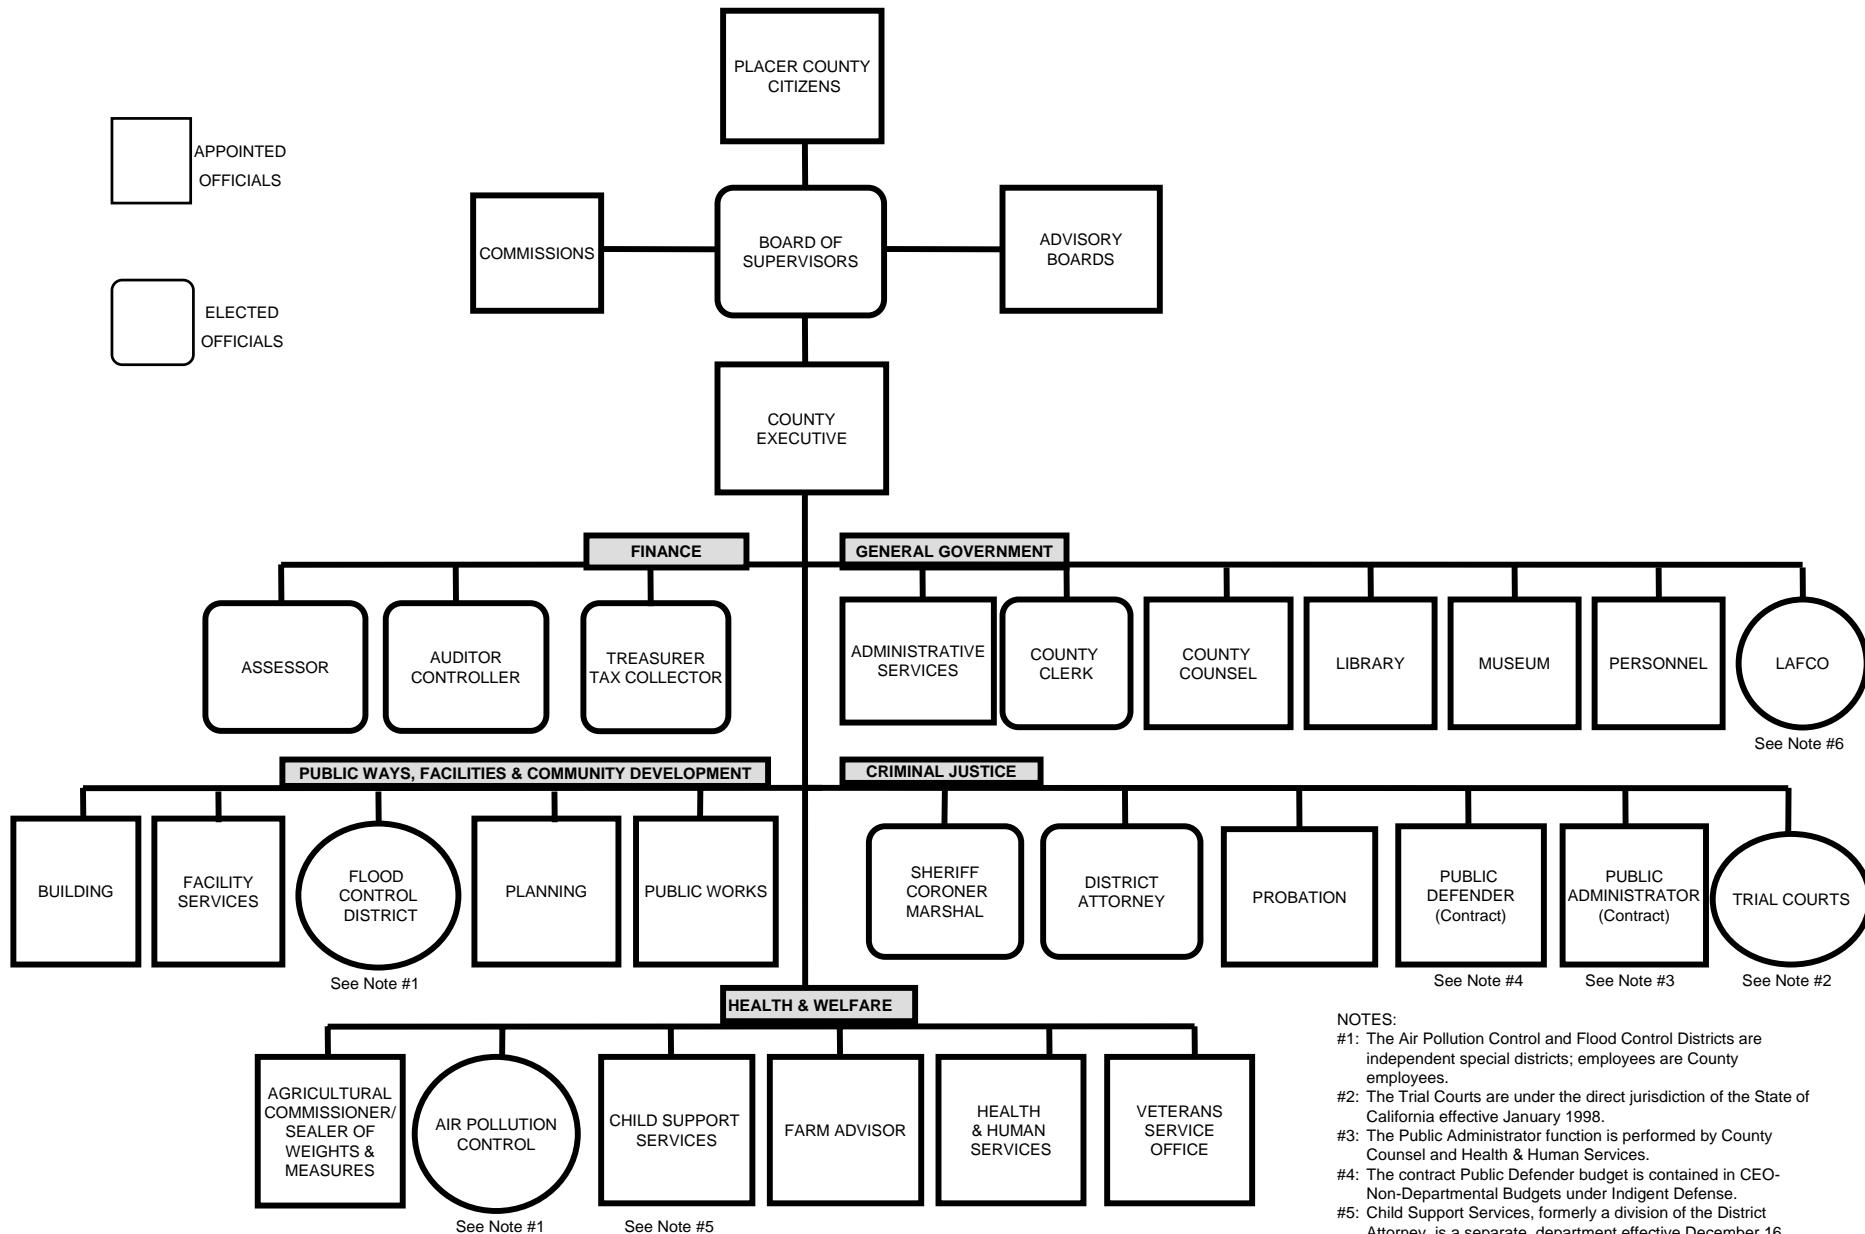 PLACER COUNTY
CITIZENS
APPOINTED
OFFICIALS
COMMISSIONS
BOARD OF
SUPERVISORS
ADVISORY
BOARDS
ELECTED
OFFICIALS
COUNTY
EXECUTIVE
FINANCE
GENERAL GOVERNMENT
ASSESSOR
AUDITOR
CONTROLLER
TREASURER
TAX COLLECTOR
ADMINISTRATIVE
SERVICES
COUNTY
CLERK
COUNTY
COUNSEL
LIBRARY
MUSEUM
PERSONNEL
LAFCO
See Note #6
PUBLIC WAYS, FACILITIES & COMMUNITY DEVELOPMENT
CRIMINAL JUSTICE
BUILDING
FACILITY
SERVICES
FLOOD
CONTROL
DISTRICT
See Note #1
PLANNING
PUBLIC WORKS
SHERIFF
CORONER
MARSHAL
DISTRICT
ATTORNEY
PROBATION
PUBLIC
DEFENDER
(Contract)
See Note #4
PUBLIC
ADMINISTRATOR
(Contract)
See Note #3
TRIAL COURTS
See Note #2
HEALTH & WELFARE
AGRICULTURAL
COMMISSIONER/
SEALER OF
WEIGHTS &
MEASURES
AIR POLLUTION
CONTROL
See Note #1
CHILD SUPPORT
SERVICES
See Note #5
FARM ADVISOR
HEALTH
& HUMAN
SERVICES
VETERANS
SERVICE
OFFICE
NOTES:
#1: The Air Pollution Control and Flood Control Districts are
independent special districts; employees are County
employees.
#2: The Trial Courts are under the direct jurisdiction of the State of
California effective January 1998.
#3: The Public Administrator function is performed by County
Counsel and Health & Human Services.
#4: The contract Public Defender budget is contained in CEO-
Non-Departmental Budgets under Indigent Defense.
#5: Child Support Services, formerly a division of the District
Attorney, is a separate department effective December 16,